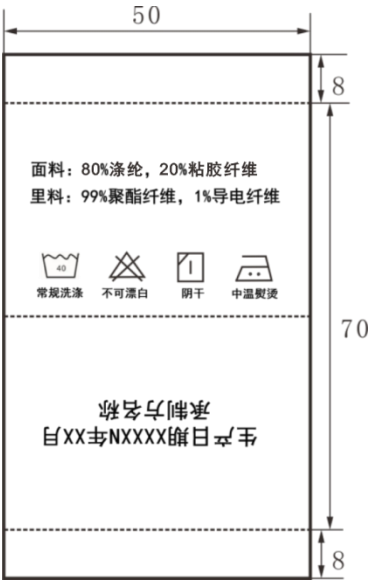 50
8
面料：80%涤纶，20%粘胶纤维
里料：99%聚酯纤维，1%导电纤维
40
常规洗涤 不可漂白 阴干 中温熨烫
70
生产日期XXXXN年XX月
承制方名称
8